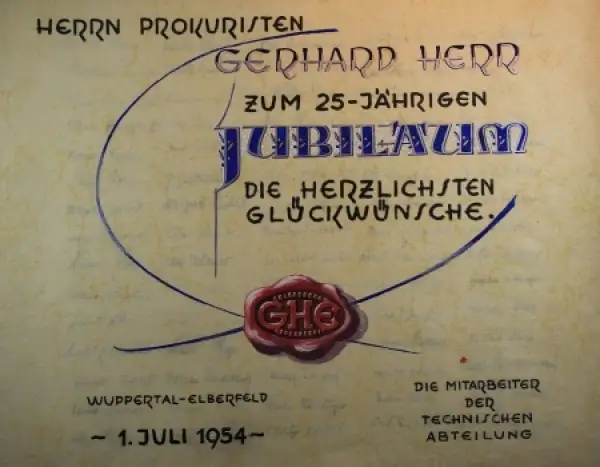 HERRN PROKURISTEN
GERHARD HERR
ZUM 25-JÄHRIGEN
JUBILÄUM
DIE HERZLICHSTEN
GLÜCKWÜNSCHE.
GHE
WUPPERTAL-ELBERFELD
~ 1. JULI 1954 ~
DIE MITARBEITER
DER
TECHNISCHEN
ABTEILUNG